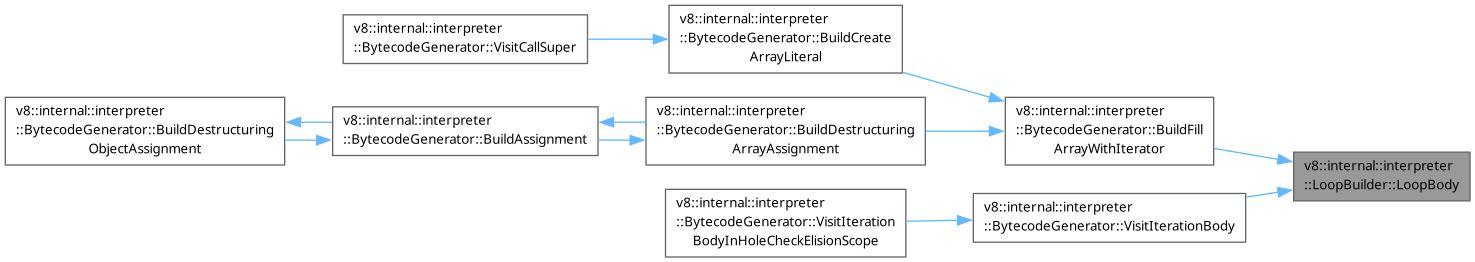 v8::internal::interpreter
::BytecodeGenerator::VisitCallSuper
v8::internal::interpreter
::BytecodeGenerator::BuildCreate
ArrayLiteral
v8::internal::interpreter
::BytecodeGenerator::BuildDestructuring
ObjectAssignment
v8::internal::interpreter
::BytecodeGenerator::BuildAssignment
v8::internal::interpreter
::BytecodeGenerator::BuildDestructuring
ArrayAssignment
v8::internal::interpreter
::BytecodeGenerator::BuildFill
ArrayWithIterator
v8::internal::interpreter
::LoopBuilder::LoopBody
v8::internal::interpreter
::BytecodeGenerator::VisitIteration
BodyInHoleCheckElisionScope
v8::internal::interpreter
::BytecodeGenerator::VisitIterationBody